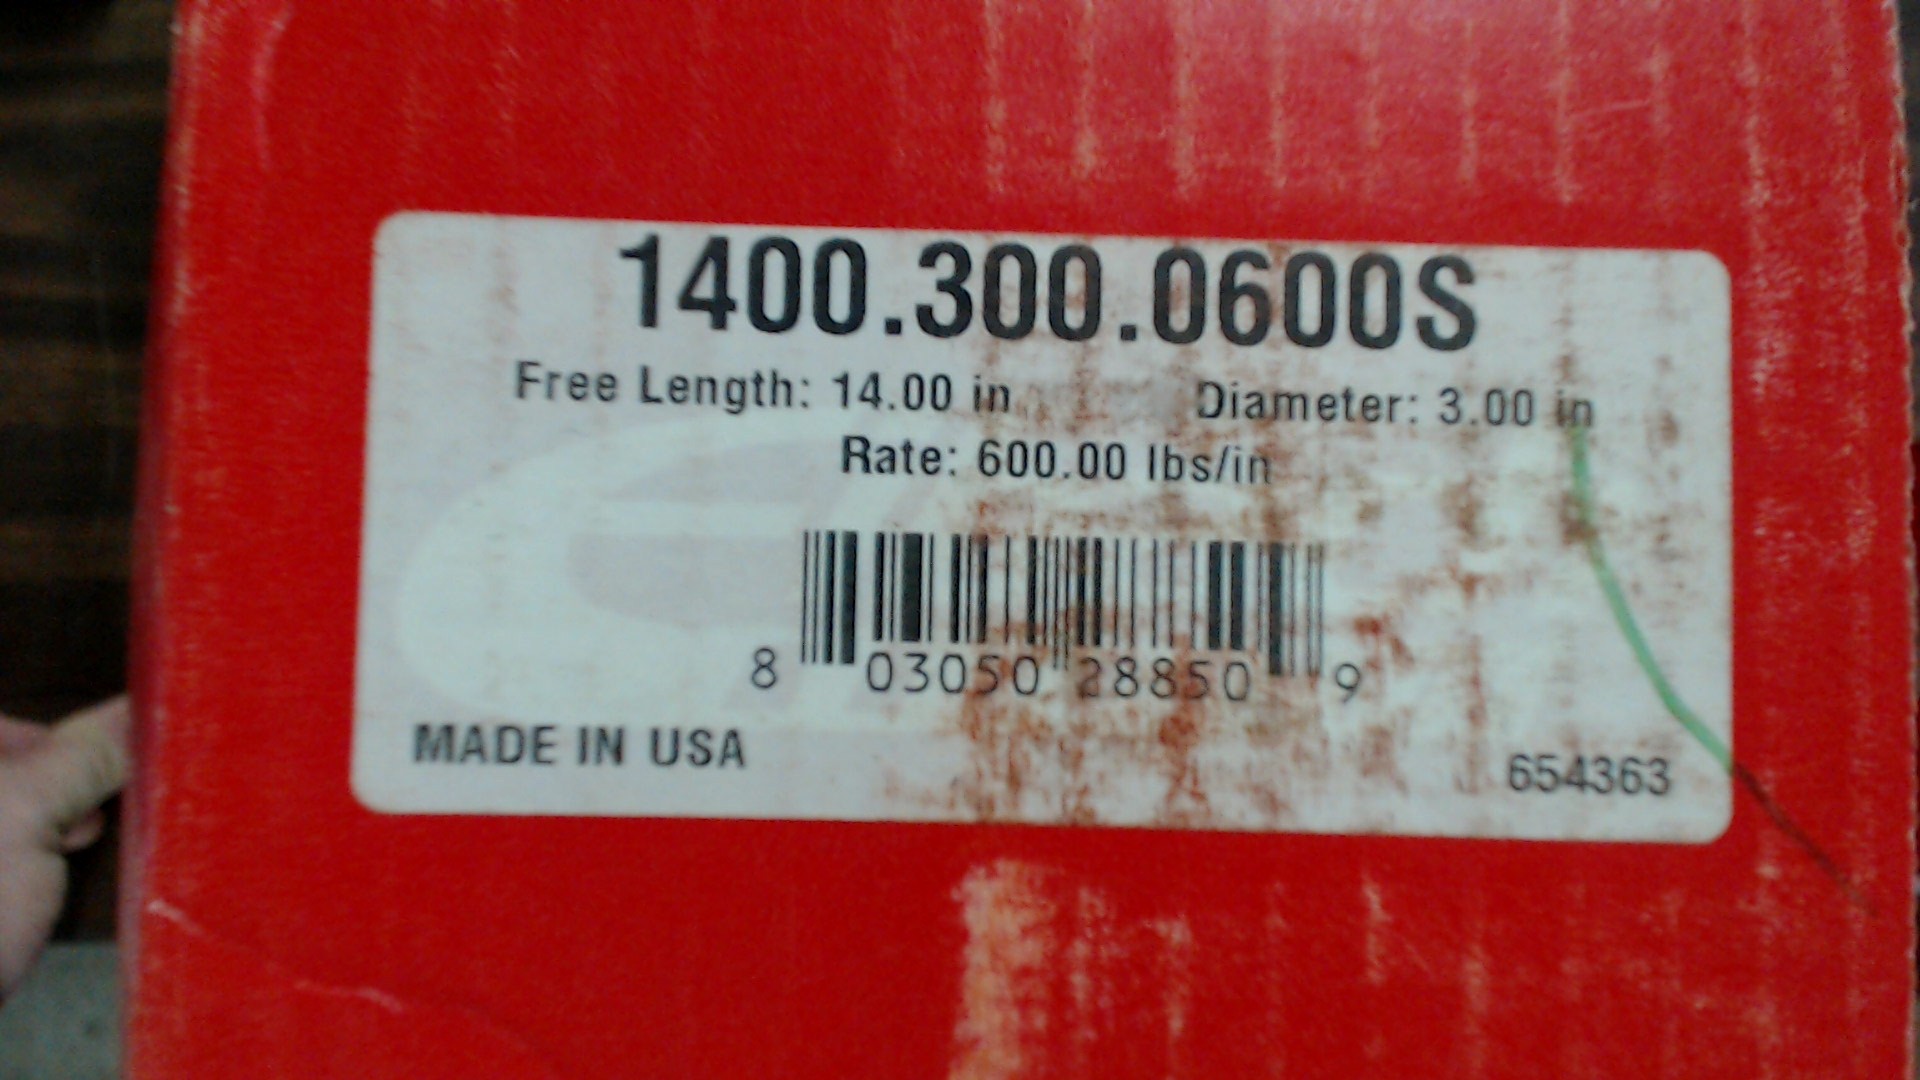 1400.300.0600S
Free Length: 14.00 in Diameter: 3.00 in
Rate: 600.00 lbs/in
8 03050 28850 9
MADE IN USA 654363